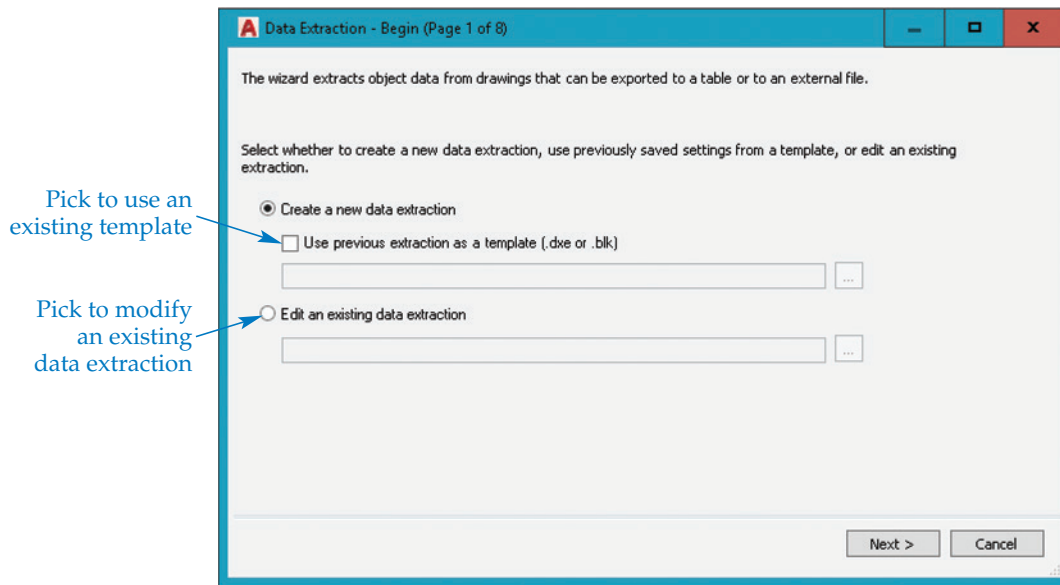 A Data Extraction - Begin (Page 1 of 8)
The wizard extracts object data from drawings that can be exported to a table or to an external file.
Select whether to create a new data extraction, use previously saved settings from a template, or edit an existing
extraction.
Pick to use an
existing template
Create a new data extraction
Use previous extraction as a template (.dxe or .blk)
...
Pick to modify
an existing
data extraction
Edit an existing data extraction
...
Next >
Cancel